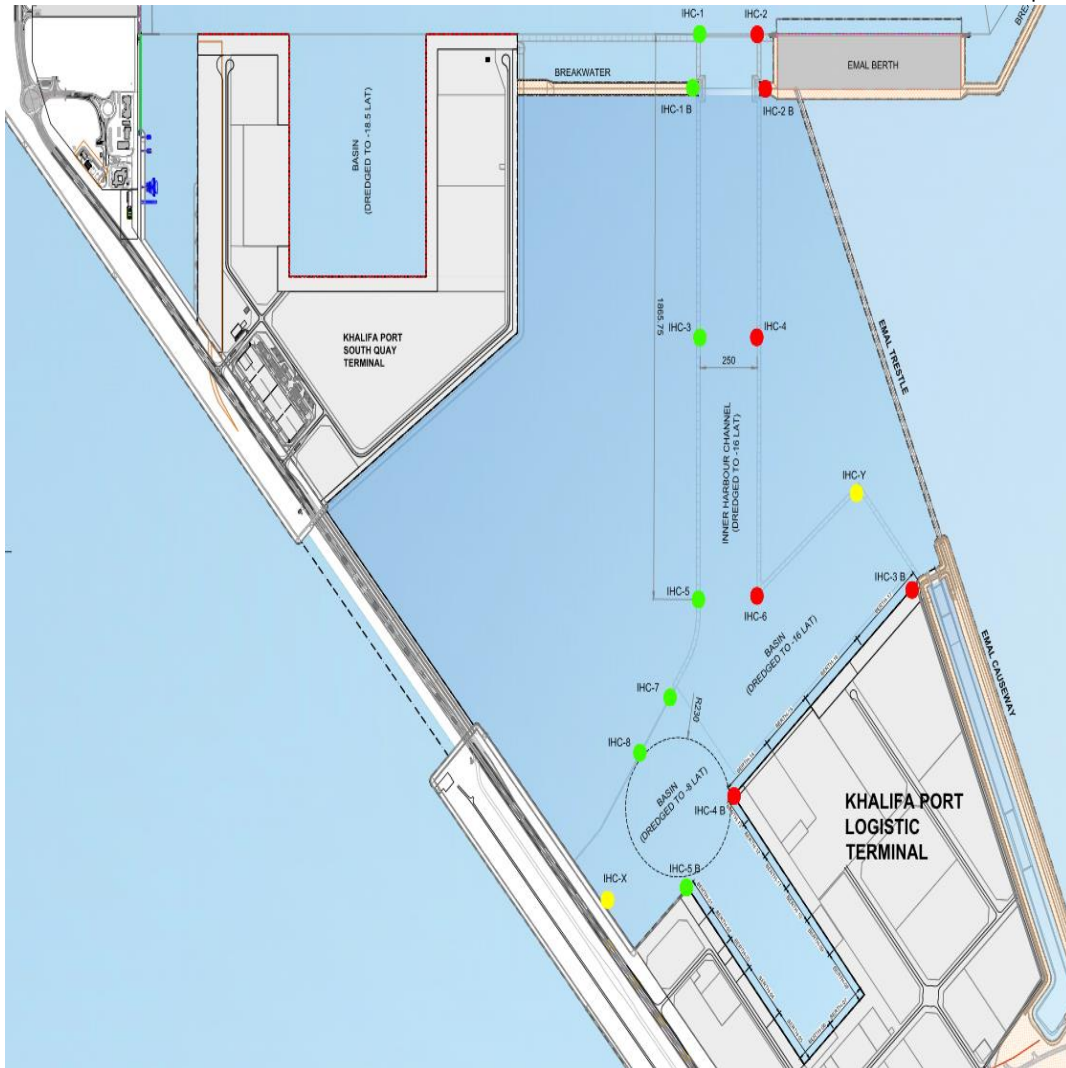 IHC-1
IHC-2
BREAKWATER
EMAL BERTH
IHC-1 B
IHC-2 B
BASIN
(DREDGED TO -18.5 LAT)
1865.75
IHC-3
IHC-4
KHALIFA PORT
SOUTH QUAY
TERMINAL
250
EMAL TRESTLE
INNER HARBOUR CHANNEL
(DREDGED TO -16 LAT)
IHC-Y
IHC-5
IHC-6
IHC-3 B
BASIN
(DREDGED TO -16 LAT)
EMAL CAUSEWAY
IHC-7
R230
IHC-8
BASIN
(DREDGED TO -8 LAT)
IHC-4 B
KHALIFA PORT
LOGISTIC
TERMINAL
IHC-X
IHC-5 B